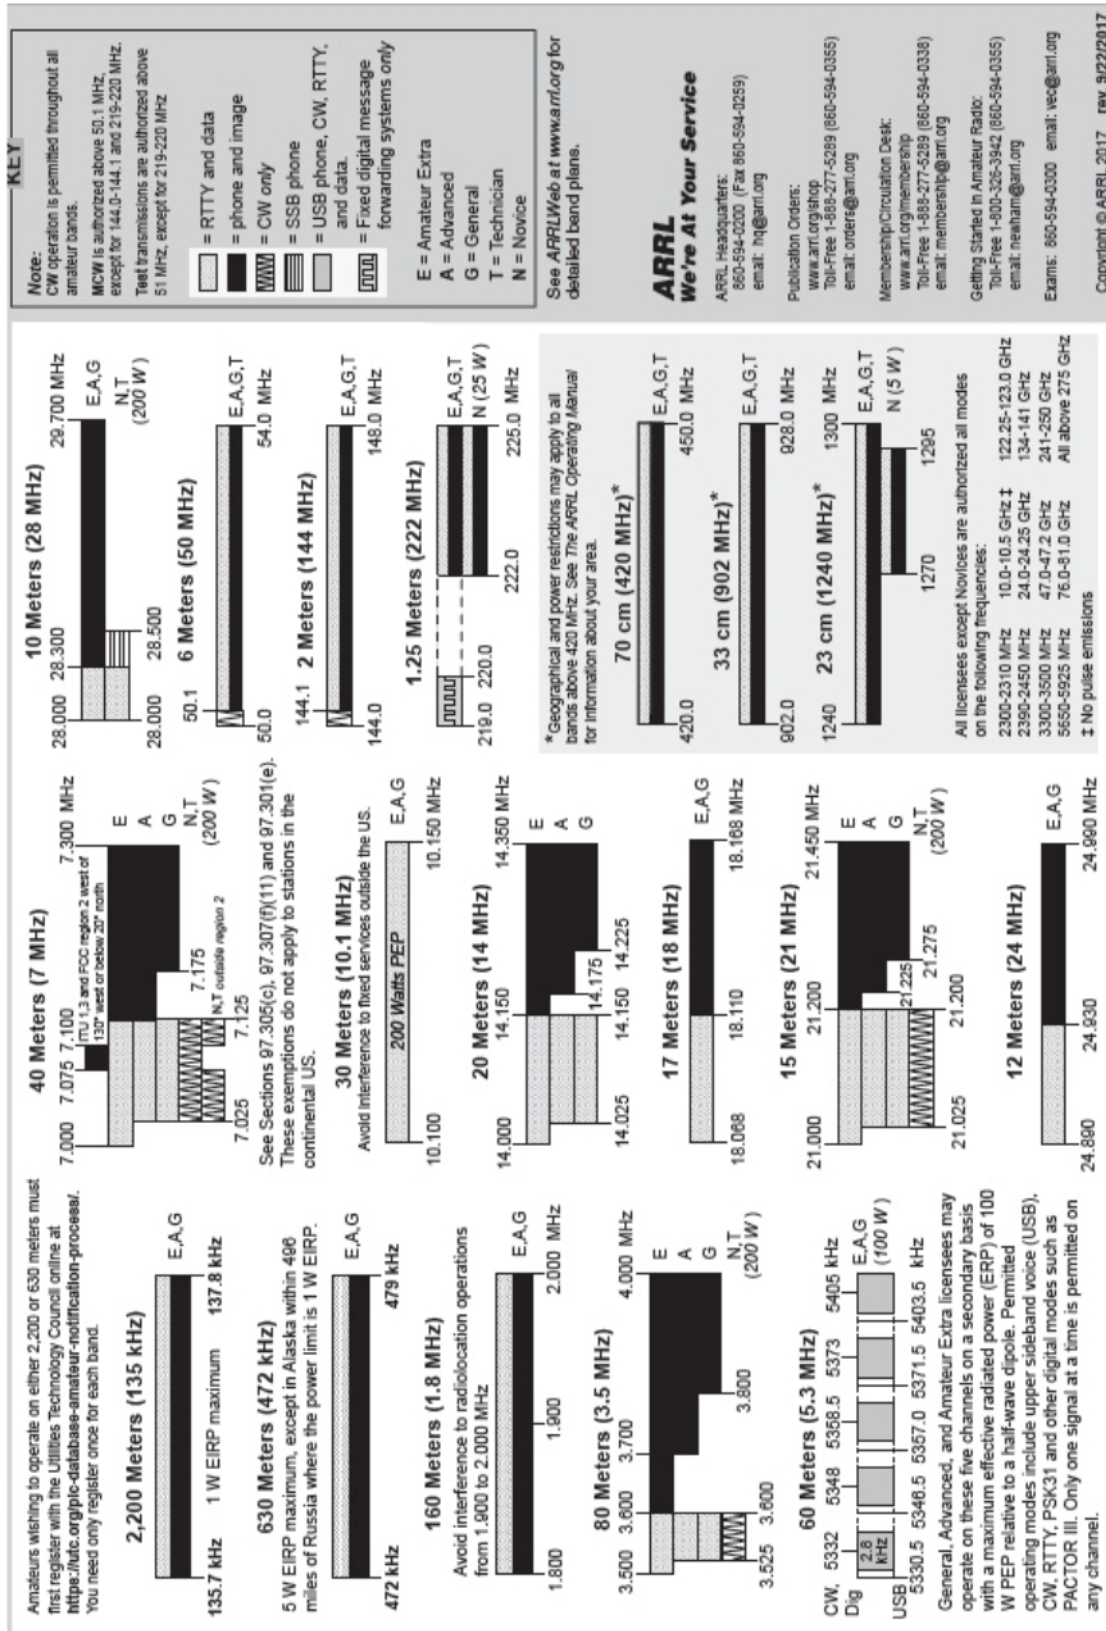 Amateurs wishing to operate on either 2,200 or 630 meters must
first register with the Utilities Technology Council online at
https://utc.org/plc-database-amateur-notification-process/.
You need only register once for each band.
2,200 Meters (135 kHz)
E,A,G
135.7 kHz 1 W EIRP maximum 137.8 kHz
630 Meters (472 kHz)
5 W EIRP maximum, except in Alaska within 496
miles of Russia where the power limit is 1 W EIRP.
E,A,G
472 kHz 479 kHz
160 Meters (1.8 MHz)
Avoid interference to radiolocation operations
from 1.900 to 2.000 MHz
E,A,G
1.800 1.900 2.000 MHz
80 Meters (3.5 MHz)
3.500 3.600 3.700 4.000 MHz
E
A
G
N,T
(200 W)
3.525 3.600 3.800
60 Meters (5.3 MHz)
CW,
Dig
5332 5348 5358.5 5373 5405 kHz
2.8
kHz
E,A,G
(100 W)
USB
5330.5 5346.5 5357.0 5371.5 5403.5 kHz
General, Advanced, and Amateur Extra licensees may
operate on these five channels on a secondary basis
with a maximum effective radiated power (ERP) of 100
W PEP relative to a half-wave dipole. Permitted
operating modes include upper sideband voice (USB),
CW, RTTY, PSK31 and other digital modes such as
PACTOR III. Only one signal at a time is permitted on
any channel.
40 Meters (7 MHz)
7.000 7.075 7.100 7.300 MHz
ITU 1,3 and FCC region 2 west of
130° west or below 20° north
E
A
G
N,T
(200 W)
7.175
N,T outside region 2
7.025 7.125
See Sections 97.305(c), 97.307(f)(11) and 97.301(e).
These exemptions do not apply to stations in the
continental US.
30 Meters (10.1 MHz)
Avoid interference to fixed services outside the US.
200 Watts PEP
E,A,G
10.100 10.150 MHz
20 Meters (14 MHz)
14.000 14.150 14.350 MHz
E
A
G
14.175
14.025 14.150 14.225
17 Meters (18 MHz)
E,A,G
18.068 18.110 18.168 MHz
15 Meters (21 MHz)
21.000 21.200 21.450 MHz
E
A
G
N,T
(200 W)
21.225
21.275
21.025 21.200
12 Meters (24 MHz)
E,A,G
24.890 24.930 24.990 MHz
10 Meters (28 MHz)
28.000 28.300 29.700 MHz
E,A,G
N,T
(200 W)
28.000 28.500
6 Meters (50 MHz)
50.1
E,A,G,T
50.0 54.0 MHz
2 Meters (144 MHz)
144.1
E,A,G,T
144.0 148.0 MHz
1.25 Meters (222 MHz)
E,A,G,T
N (25 W)
219.0 220.0 222.0 225.0 MHz
*Geographical and power restrictions may apply to all
bands above 420 MHz. See The ARRL Operating Manual
for information about your area.
70 cm (420 MHz)*
E,A,G,T
420.0 450.0 MHz
33 cm (902 MHz)*
E,A,G,T
902.0 928.0 MHz
23 cm (1240 MHz)*
1240 1300 MHz
E,A,G,T
N (5 W)
1270 1295
All licensees except Novices are authorized all modes
on the following frequencies:
2300-2310 MHz 10.0-10.5 GHz ‡ 122.25-123.0 GHz
2390-2450 MHz 24.0-24.25 GHz 134-141 GHz
3300-3500 MHz 47.0-47.2 GHz 241-250 GHz
5650-5925 MHz 76.0-81.0 GHz All above 275 GHz
‡ No pulse emissions
KEY
Note:
CW operation is permitted throughout all
amateur bands.
MCW is authorized above 50.1 MHz,
except for 144.0-144.1 and 219-220 MHz.
Test transmissions are authorized above
51 MHz, except for 219-220 MHz
= RTTY and data
= phone and image
= CW only
= SSB phone
= USB phone, CW, RTTY,
and data.
= Fixed digital message
forwarding systems only
E = Amateur Extra
A = Advanced
G = General
T = Technician
N = Novice
See ARRLWeb at www.arrl.org for
detailed band plans.
ARRL
We're At Your Service
ARRL Headquarters:
860-594-0200 (Fax 860-594-0259)
email: hq@arrl.org
Publication Orders:
www.arrl.org/shop
Toll-Free 1-888-277-5289 (860-594-0355)
email: orders@arrl.org
Membership/Circulation Desk:
www.arrl.org/membership
Toll-Free 1-888-277-5289 (860-594-0338)
email: membership@arrl.org
Getting Started in Amateur Radio:
Toll-Free 1-800-326-3942 (860-594-0355)
email: newham@arrl.org
Exams: 860-594-0300 email: vec@arrl.org
Copyright © ARRL 2017 rev. 9/22/2017